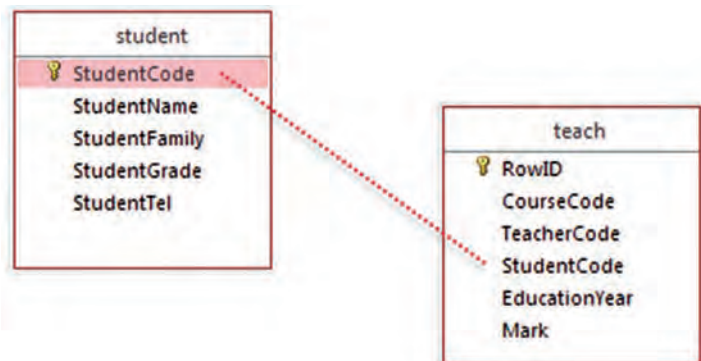 student
StudentCode
StudentName
StudentFamily
StudentGrade
StudentTel
teach
RowID
CourseCode
TeacherCode
StudentCode
EducationYear
Mark